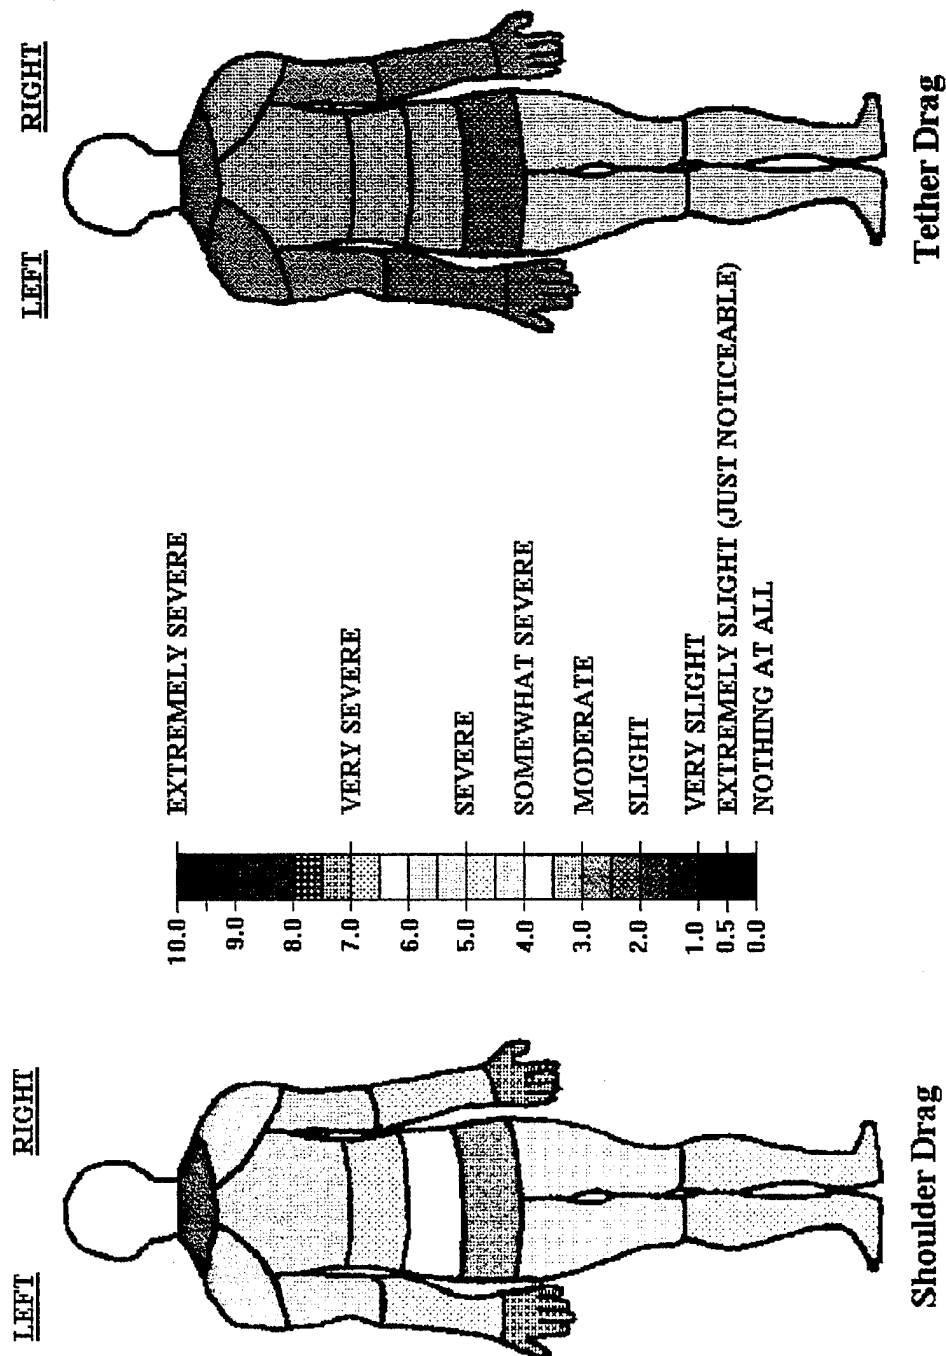 LEFT
RIGHT
LEFT
RIGHT
10.0
9.0
8.0
7.0
6.0
5.0
4.0
3.0
2.0
1.0
0.5
0.0
EXTREMELY SEVERE
VERY SEVERE
SEVERE
SOMEWHAT SEVERE
MODERATE
SLIGHT
VERY SLIGHT
EXTREMELY SLIGHT (JUST NOTICEABLE)
NOTHING AT ALL
Shoulder Drag
Tether Drag